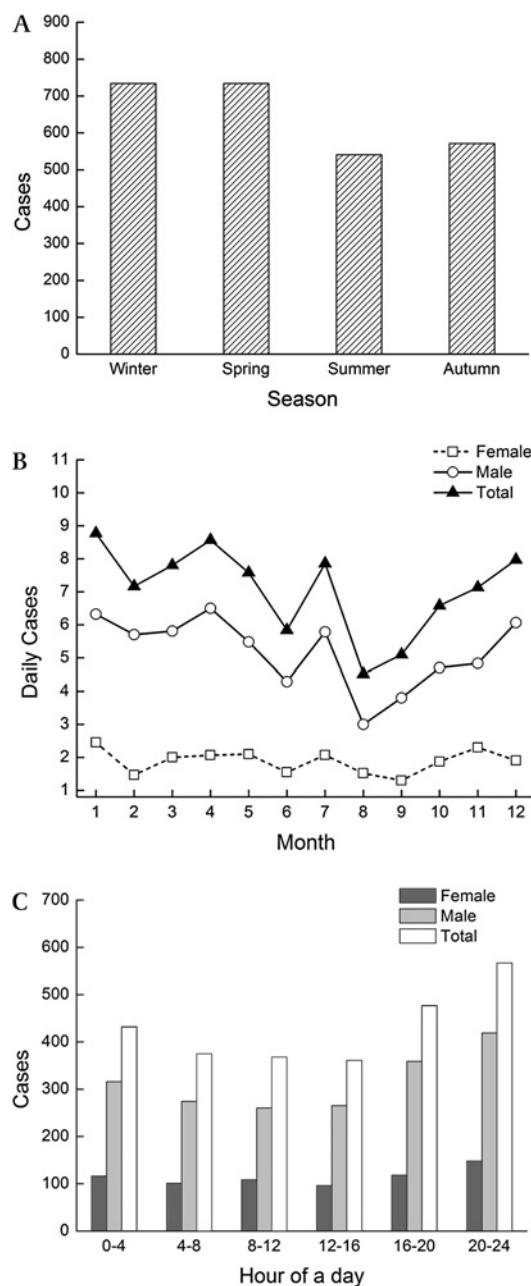 A
900
800
700
600
500
400
300
200
100
0
Cases
Winter Spring Summer Autumn
Season
B
Female
Male
Total
11
10
9
8
7
6
5
4
3
2
1
Daily Cases
1 2 3 4 5 6 7 8 9 10 11 12
Month
C
Female
Male
Total
700
600
500
400
300
200
100
0
Cases
0-4 4-8 8-12 12-16 16-20 20-24
Hour of a day